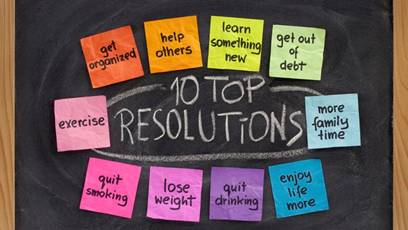 get
organized
help
others
learn
something
new
get out
of
debt
10 TOP
RESOLUTIONS
exercise
more
family
time
quit
smoking
lose
weight
quit
drinking
enjoy
life
more